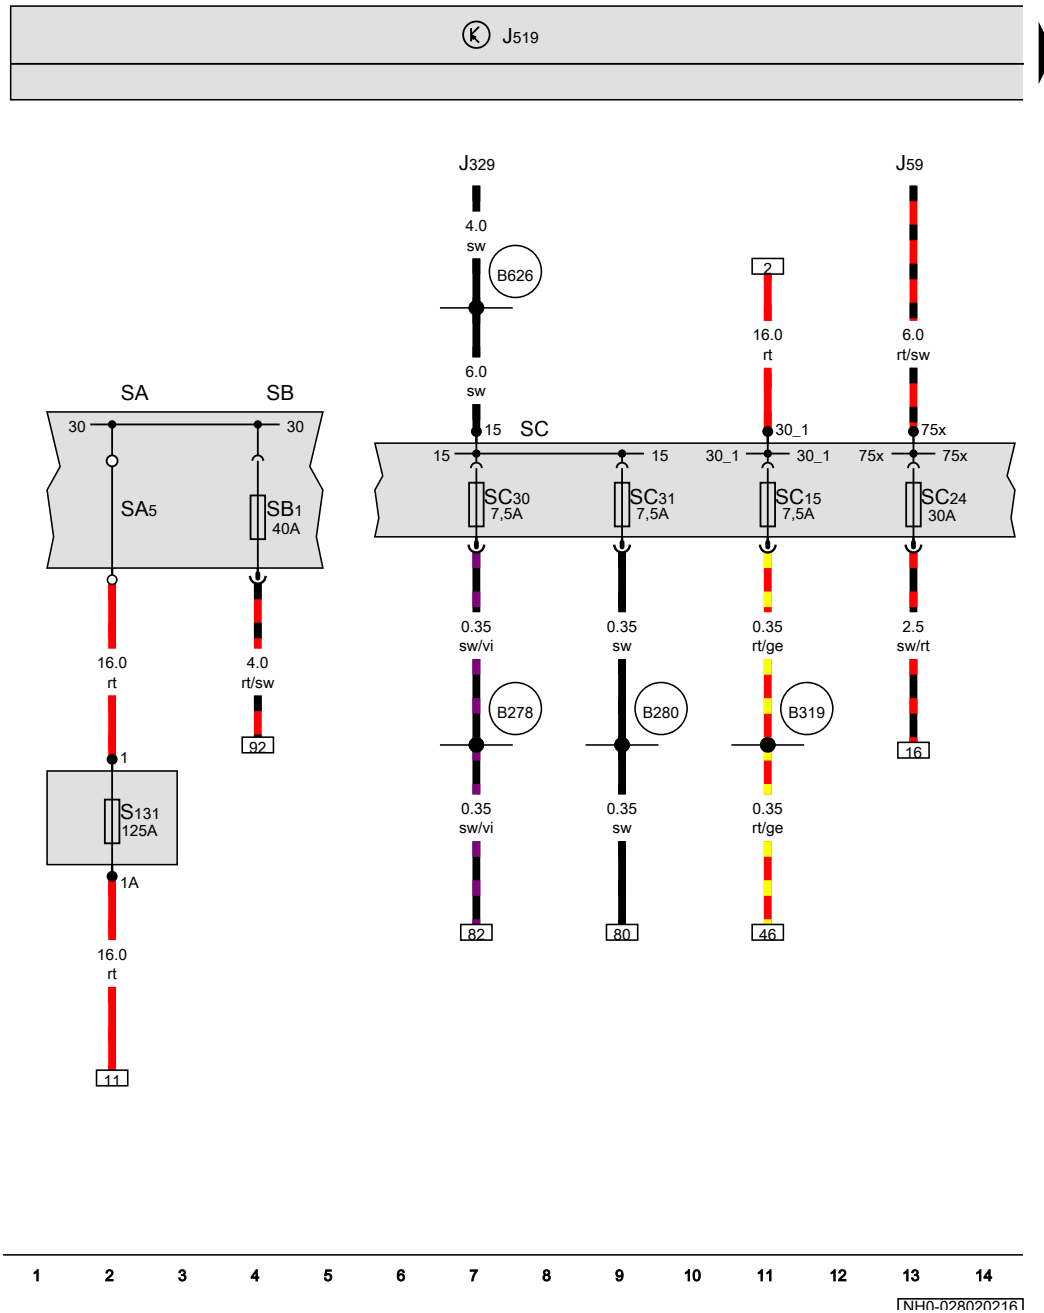 J519
J329
J59
4.0
sw
B626
2
16.0
rt
6.0
rt/sw
6.0
sw
SA
SB
30
30
15
SC
30_1
75x
15
15
30_1
30_1
75x
75x
SA5
SB1
40A
SC30
7,5A
SC31
7,5A
SC15
7,5A
SC24
30A
0.35
sw/vi
0.35
sw
0.35
rt/ge
2.5
sw/rt
16.0
rt
4.0
rt/sw
B278
B280
B319
92
16
1
S131
125A
1A
0.35
sw/vi
0.35
sw
0.35
rt/ge
82
80
46
16.0
rt
11
1 2 3 4 5 6 7 8 9 10 11 12 13 14
NH0-028020216